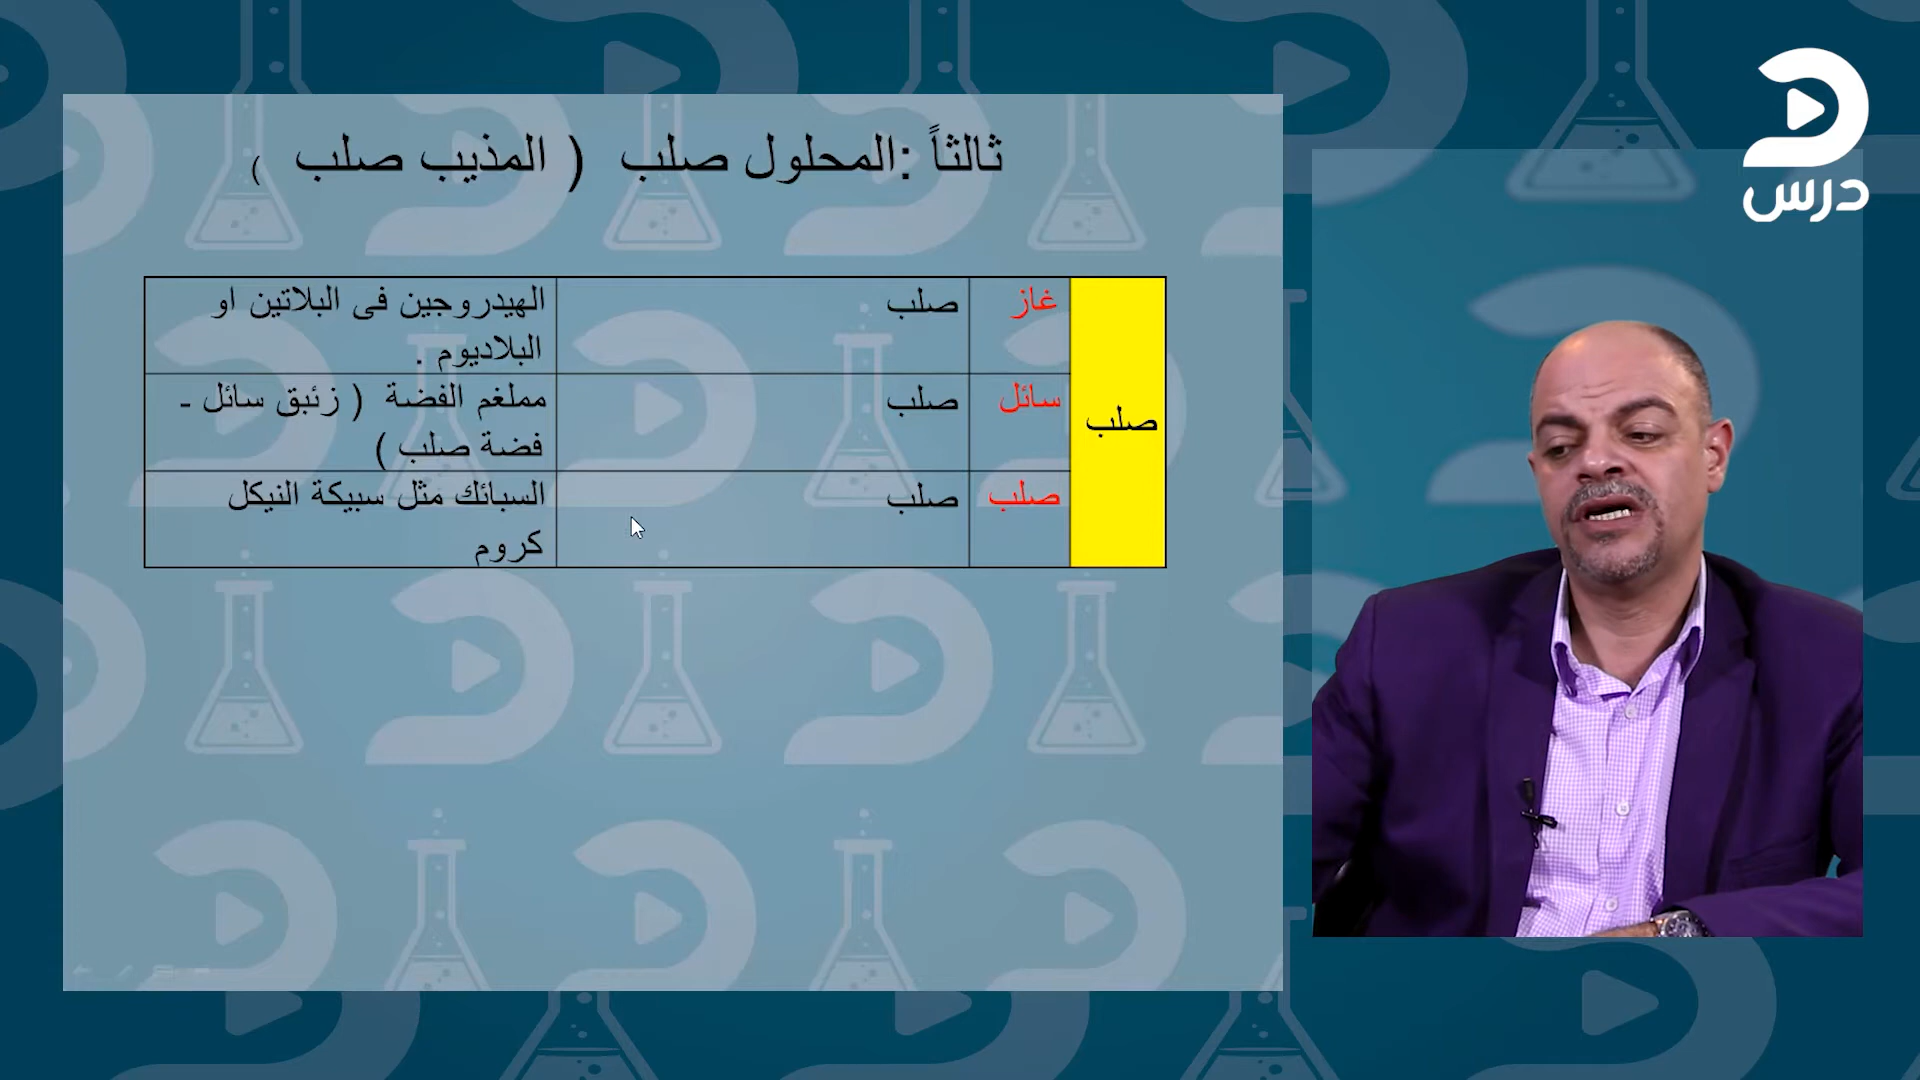 درس
ثالثاً :المحلول صلب ( المذيب صلب )
صلب
غاز
صلب
الهيدروجين فى البلاتين او
البلاديوم .
سائل
صلب
مملغم الفضة ( زئبق سائل -
فضة صلب )
صلب
صلب
السبائك مثل سبيكة النيكل
كروم